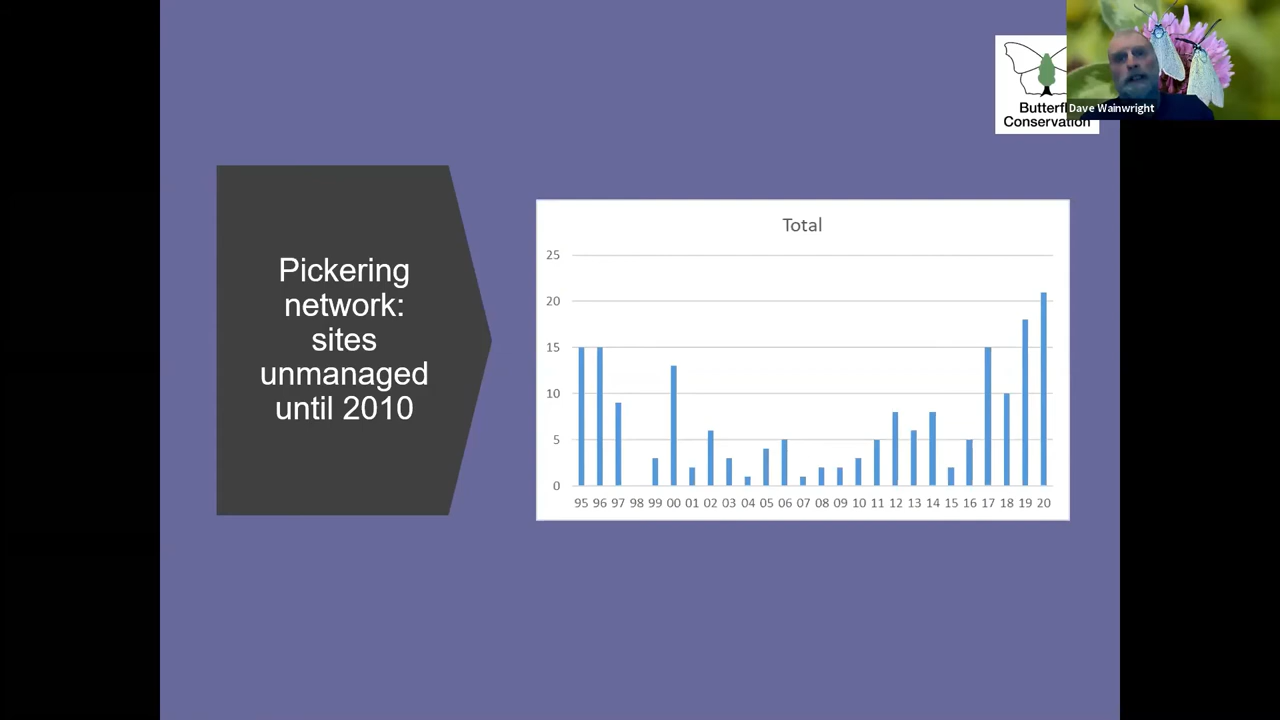 Butterfl
Conservation
Dave Wainwright
Pickering
network:
sites
unmanaged
until 2010
Total
25
20
15
10
5
0
95 96 97 98 99 00 01 02 03 04 05 06 07 08 09 10 11 12 13 14 15 16 17 18 19 20